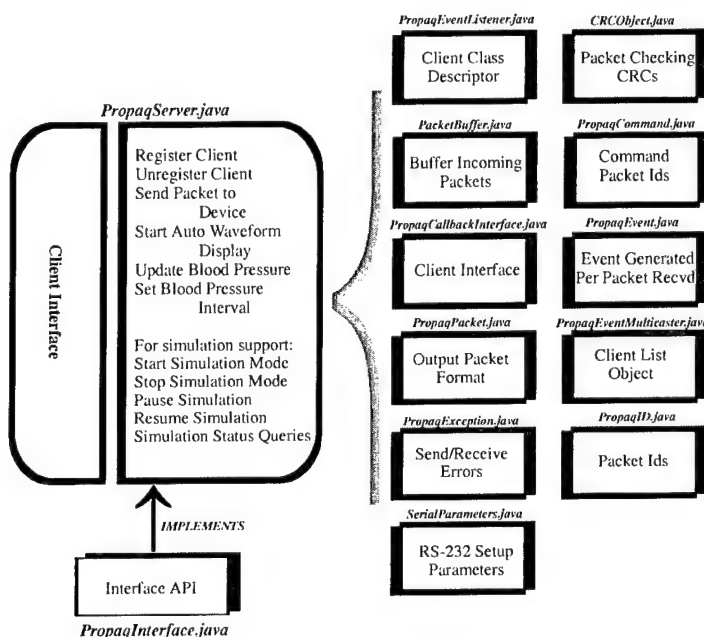 PropaqServer.java
Client Interface
Register Client
Unregister Client
Send Packet to
Device
Start Auto Waveform
Display
Update Blood Pressure
Set Blood Pressure
Interval
For simulation support:
Start Simulation Mode
Stop Simulation Mode
Pause Simulation
Resume Simulation
Simulation Status Queries
IMPLEMENTS
Interface API
PropaqInterface.java
PropaqEventListener.java
Client Class
Descriptor
CRCObject.java
Packet Checking
CRCs
PacketBuffer.java
Buffer Incoming
Packets
PropaqCommand.java
Command
Packet Ids
PropaqCallbackInterface.java
Client Interface
PropaqEvent.java
Event Generated
Per Packet Recvd
PropaqPacket.java
Output Packet
Format
PropaqEventMulticaster.java
Client List
Object
PropaqException.java
Send/Receive
Errors
PropaqID.java
Packet Ids
SerialParameters.java
RS-232 Setup
Parameters